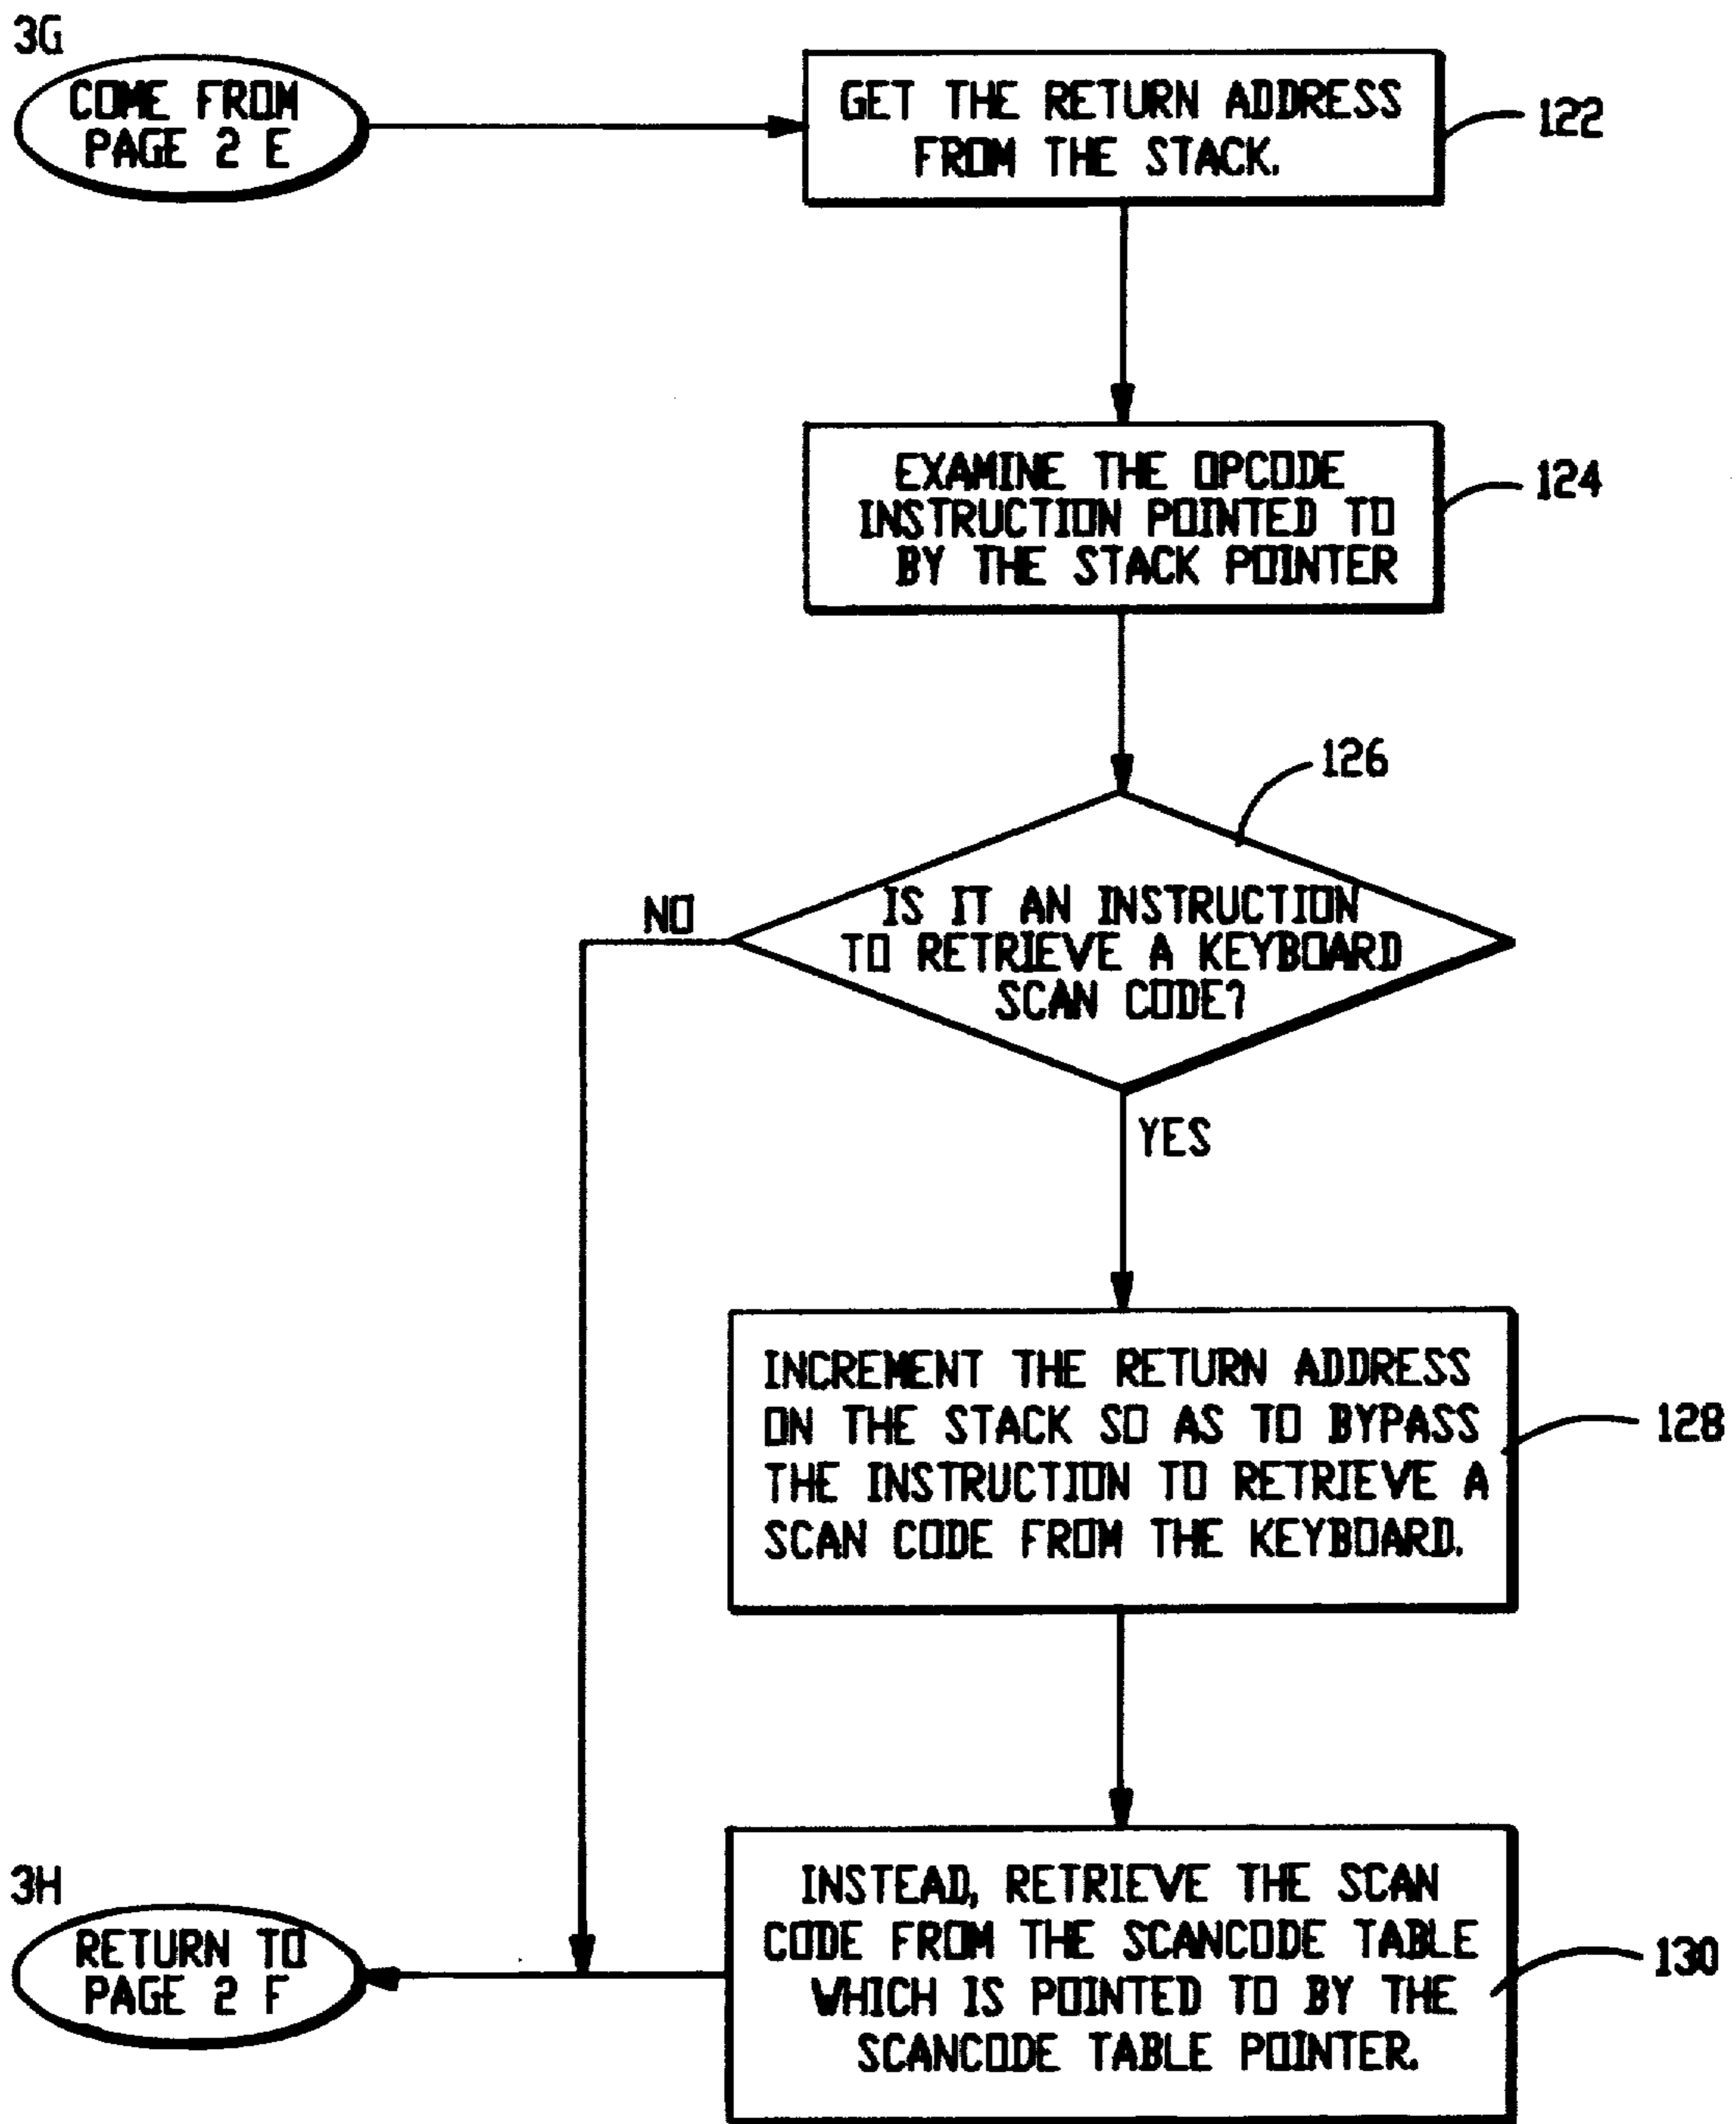 3G
COME FROM
PAGE 2 E
GET THE RETURN ADDRESS
FROM THE STACK.
122
EXAMINE THE OPCODE
INSTRUCTION POINTED TO
BY THE STACK POINTER
124
126
IS IT AN INSTRUCTION
TO RETRIEVE A KEYBOARD
SCAN CODE?
NO
YES
INCREMENT THE RETURN ADDRESS
ON THE STACK SO AS TO BYPASS
THE INSTRUCTION TO RETRIEVE A
SCAN CODE FROM THE KEYBOARD.
128
INSTEAD, RETRIEVE THE SCAN
CODE FROM THE SCANCODE TABLE
WHICH IS POINTED TO BY THE
SCANCODE TABLE POINTER.
130
3H
RETURN TO
PAGE 2 F